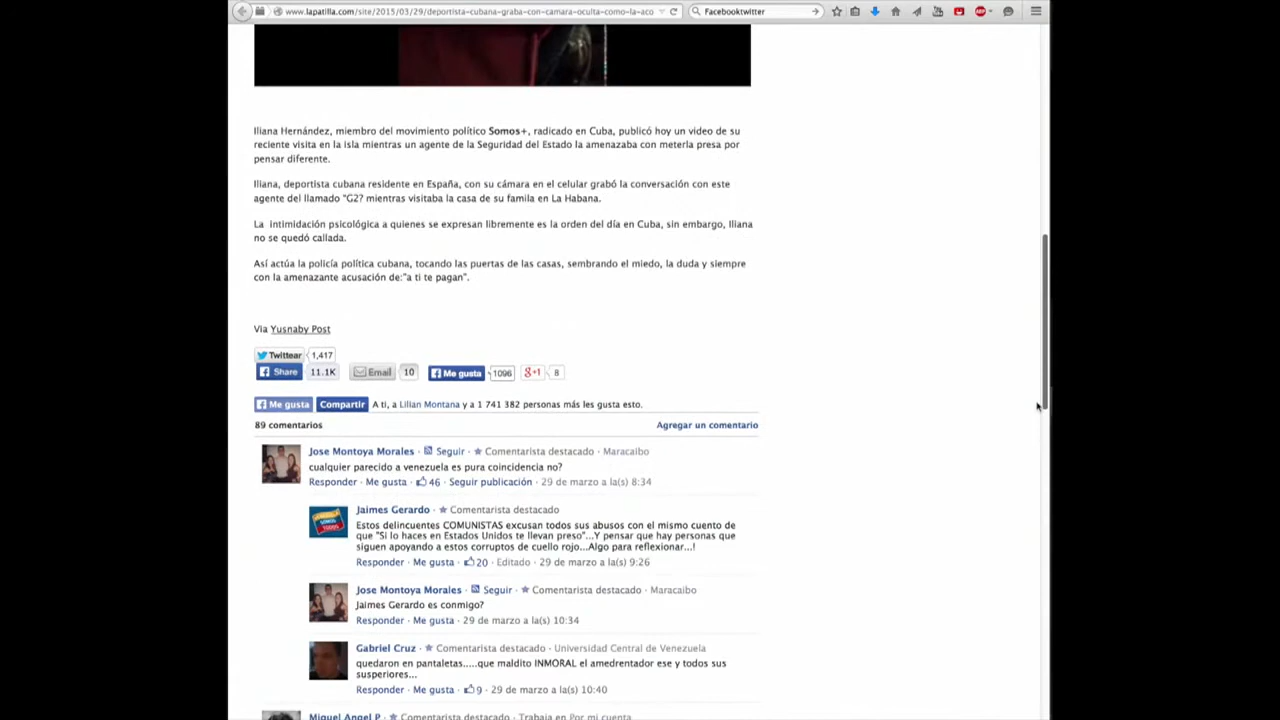 www.lapatilla.com/site/2015/03/29/deportista-cubana-graba-con-camara-oculta-como-la-aco
Facebooktwitter
Iliana Hernández, miembro del movimiento político Somos+, radicado en Cuba, publicó hoy un video de su
reciente visita en la isla mientras un agente de la Seguridad del Estado la amenazaba con meterla presa por
pensar diferente.
Iliana, deportista cubana residente en España, con su cámara en el celular grabó la conversación con este
agente del llamado "G2? mientras visitaba la casa de su famila en La Habana.
La intimidación psicológica a quienes se expresan libremente es la orden del día en Cuba, sin embargo, Iliana
no se quedó callada.
Así actúa la policía política cubana, tocando las puertas de las casas, sembrando el miedo, la duda y siempre
con la amenazante acusación de:"a ti te pagan".
Via Yusnaby Post
Twittear 1,417
Share 11.1K Email 10 Me gusta 1096 g+1 8
Me gusta Compartir A ti, a Lilian Montana y a 1 741 382 personas más les gusta esto.
89 comentarios Agregar un comentario
Jose Montoya Morales · Seguir · Comentarista destacado · Maracaibo
cualquier parecido a venezuela es pura coincidencia no?
Responder · Me gusta · 46 · Seguir publicación · 29 de marzo a la(s) 8:34
Jaimes Gerardo · Comentarista destacado
SOMOS TODOS
Estos delincuentes COMUNISTAS excusan todos sus abusos con el mismo cuento de
que "Si lo haces en Estados Unidos te llevan preso"...Y pensar que hay personas que
siguen apoyando a estos corruptos de cuello rojo...Algo para reflexionar...!
Responder · Me gusta · 20 · Editado · 29 de marzo a la(s) 9:26
Jose Montoya Morales · Seguir · Comentarista destacado · Maracaibo
Jaimes Gerardo es conmigo?
Responder · Me gusta · 29 de marzo a la(s) 10:34
Gabriel Cruz · Comentarista destacado · Universidad Central de Venezuela
quedaron en pantaletas.....que maldito INMORAL el amedrentador ese y todos sus
susperiores...
Responder · Me gusta · 9 · 29 de marzo a la(s) 10:40
Miguel Angel P · Comentarista destacado · Trabaja en Por mi cuenta